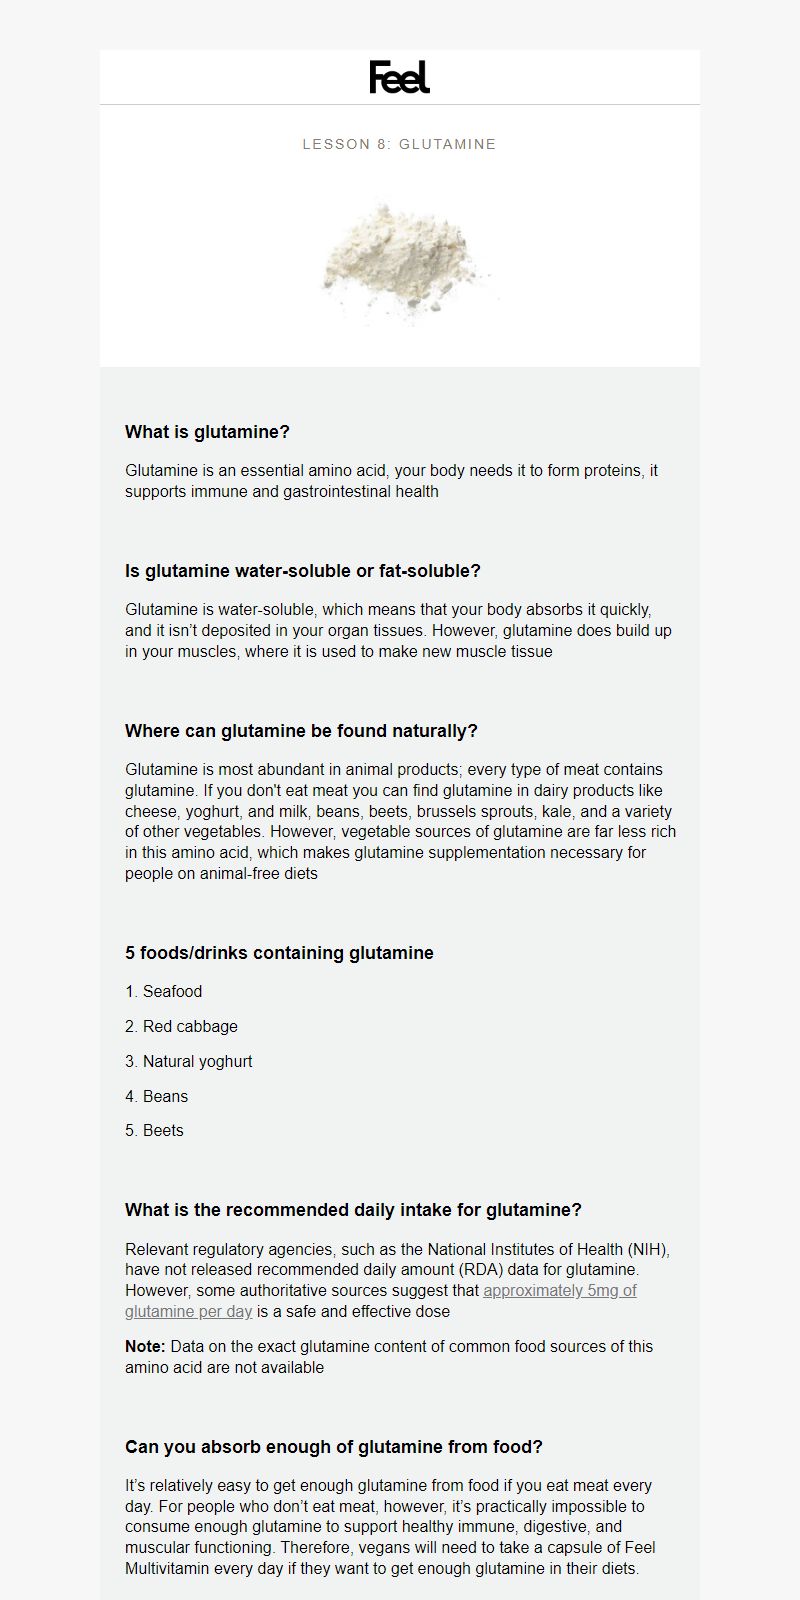 Feel
LESSON 8: GLUTAMINE
What is glutamine?
Glutamine is an essential amino acid, your body needs it to form proteins, it
supports immune and gastrointestinal health
Is glutamine water-soluble or fat-soluble?
Glutamine is water-soluble, which means that your body absorbs it quickly,
and it isn’t deposited in your organ tissues. However, glutamine does build up
in your muscles, where it is used to make new muscle tissue
Where can glutamine be found naturally?
Glutamine is most abundant in animal products; every type of meat contains
glutamine. If you don't eat meat you can find glutamine in dairy products like
cheese, yoghurt, and milk, beans, beets, brussels sprouts, kale, and a variety
of other vegetables. However, vegetable sources of glutamine are far less rich
in this amino acid, which makes glutamine supplementation necessary for
people on animal-free diets
5 foods/drinks containing glutamine
1. Seafood
2. Red cabbage
3. Natural yoghurt
4. Beans
5. Beets
What is the recommended daily intake for glutamine?
Relevant regulatory agencies, such as the National Institutes of Health (NIH),
have not released recommended daily amount (RDA) data for glutamine.
However, some authoritative sources suggest that approximately 5mg of
glutamine per day is a safe and effective dose
Note: Data on the exact glutamine content of common food sources of this
amino acid are not available
Can you absorb enough of glutamine from food?
It’s relatively easy to get enough glutamine from food if you eat meat every
day. For people who don’t eat meat, however, it’s practically impossible to
consume enough glutamine to support healthy immune, digestive, and
muscular functioning. Therefore, vegans will need to take a capsule of Feel
Multivitamin every day if they want to get enough glutamine in their diets.